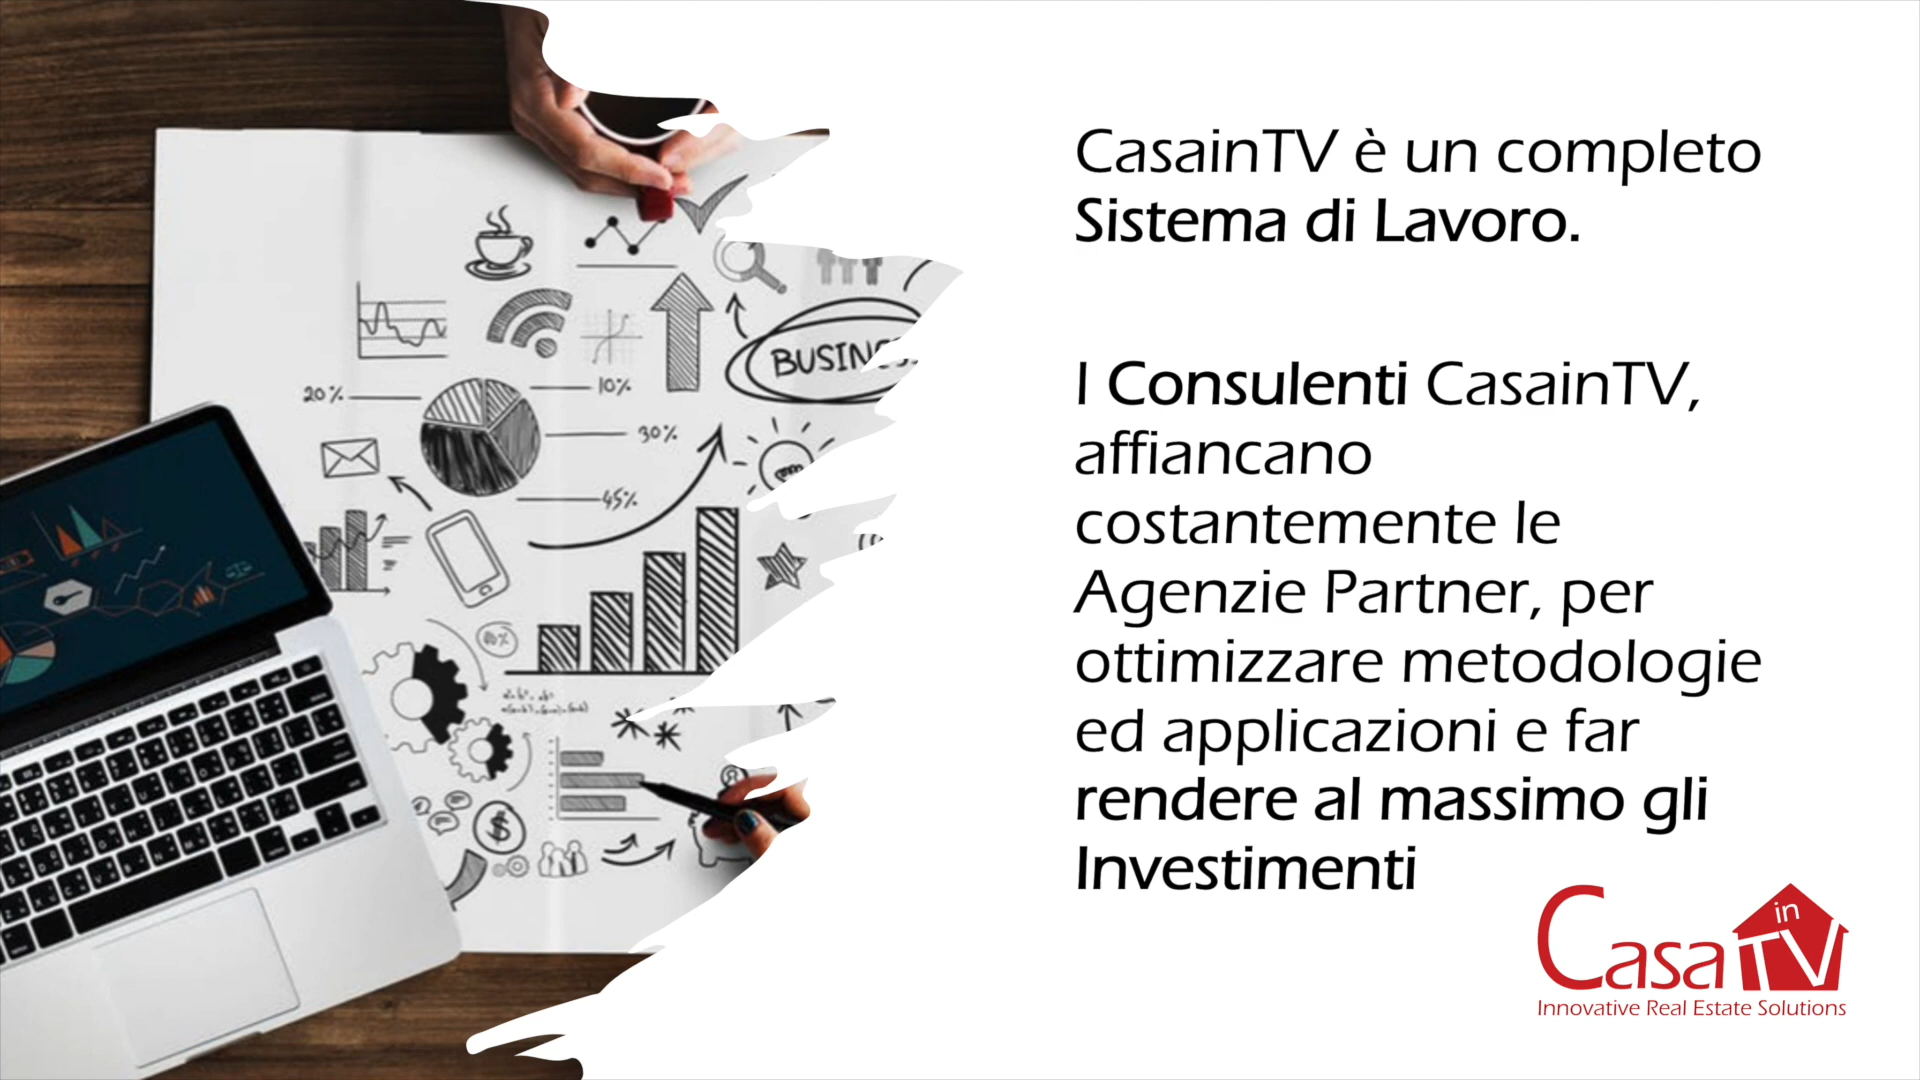 CasainTV è un completo
Sistema di Lavoro.
I Consulenti CasainTV,
affiancano
costantemente le
Agenzie Partner, per
ottimizzare metodologie
ed applicazioni e far
rendere al massimo gli
Investimenti
Casa in TV
Innovative Real Estate Solutions
20%
10%
30%
45%